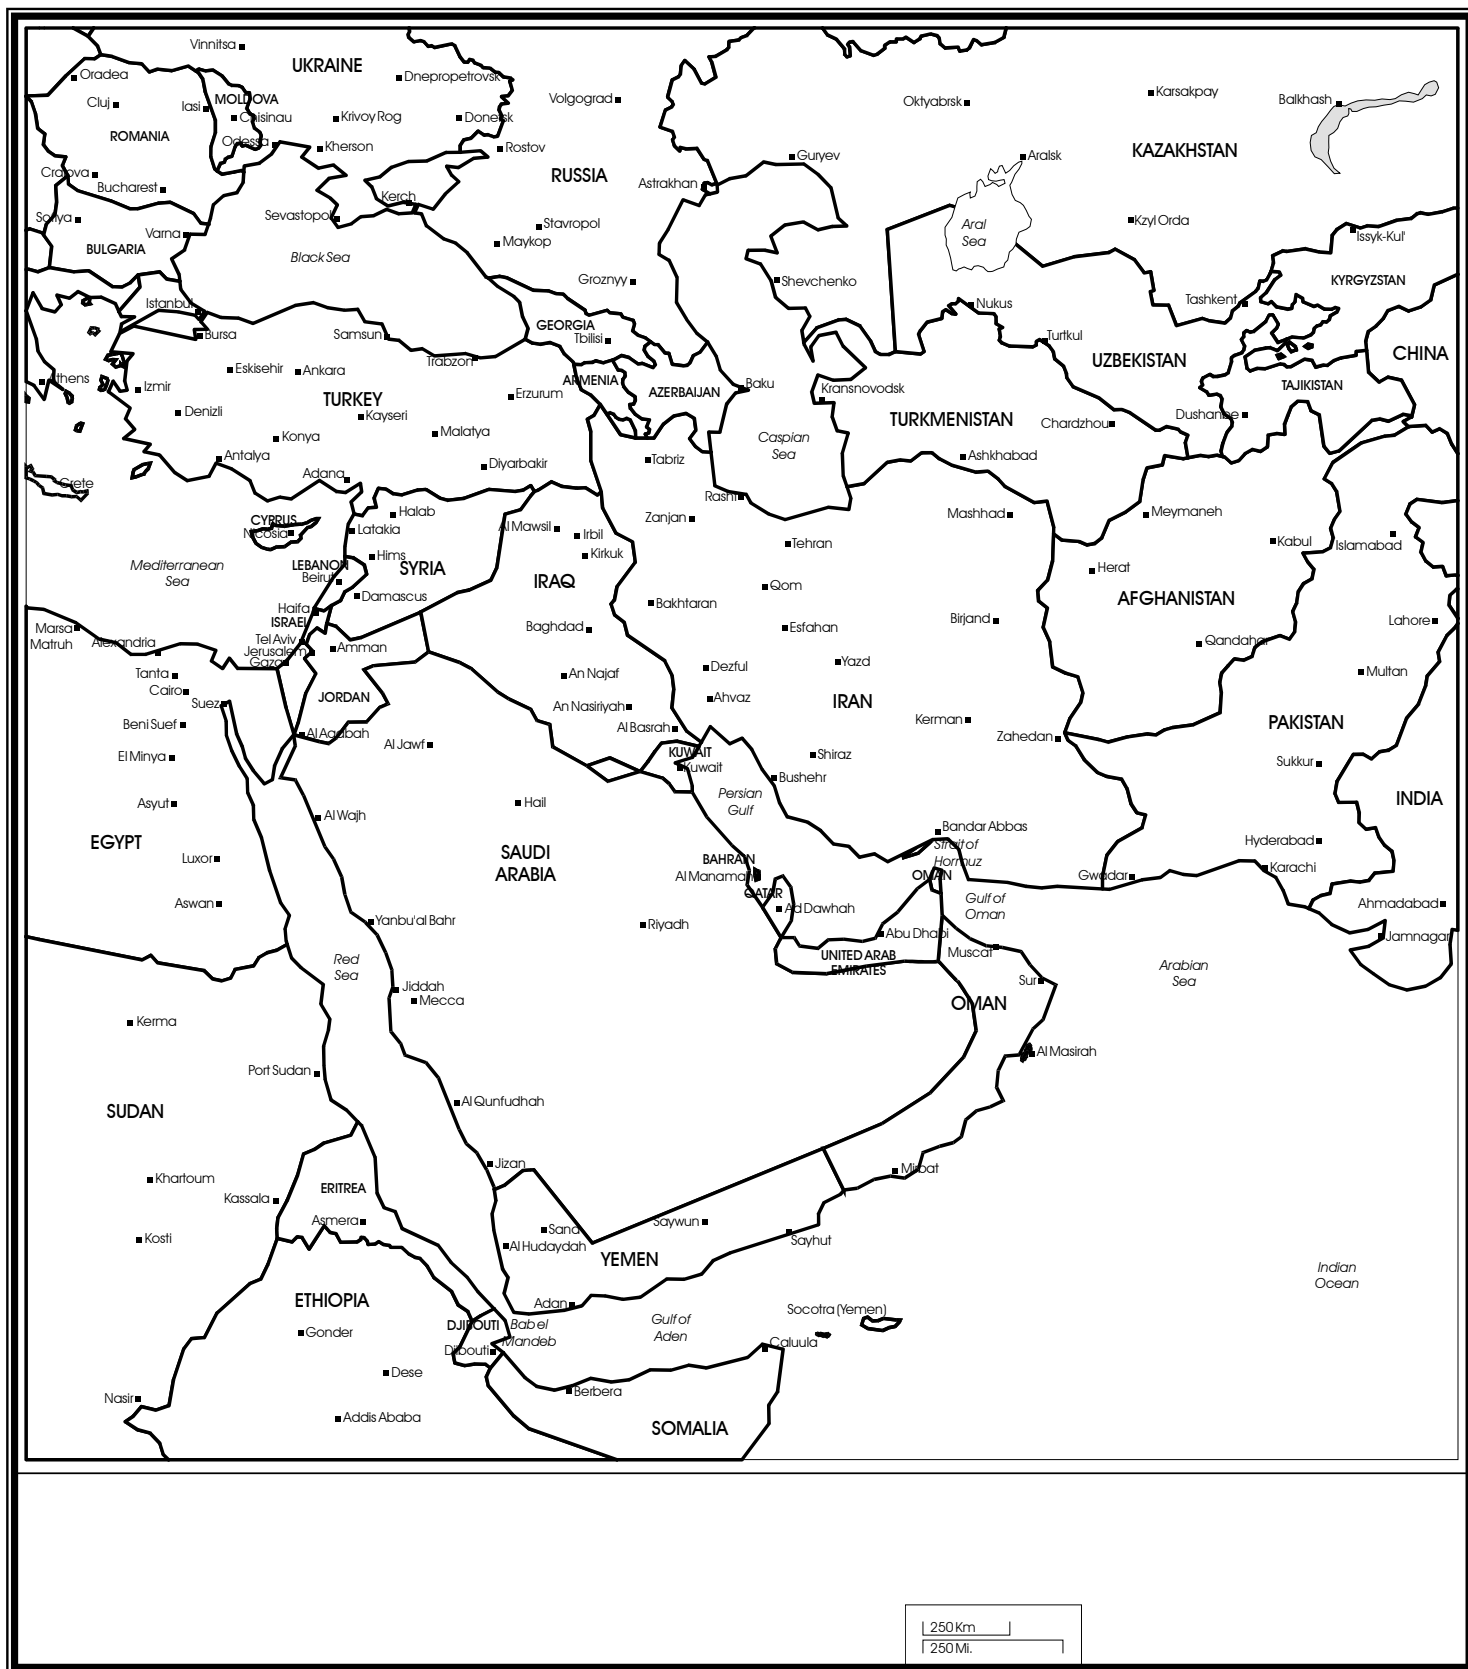 Vinnitsa
UKRAINE
Oradea
Dnepropetrovsk
Cluj
Iasi
MOLDOVA
Chisinau
Krivoy Rog
Donetsk
Volgograd
Oktyabrsk
Karsakpay
Balkhash
ROMANIA
Odessa
Kherson
Rostov
Guryev
Aralsk
KAZAKHSTAN
Craiova
Bucharest
RUSSIA
Astrakhan
Kerch
Sofiya
Varna
Sevastopol
Stavropol
Maykop
Aral
Sea
Kzyl Orda
Issyk-Kul'
BULGARIA
Black Sea
Groznyy
Shevchenko
KYRGYZSTAN
Istanbul
Nukus
Tashkent
Bursa
Samsun
GEORGIA
Tbilisi
Turtkul
UZBEKISTAN
CHINA
Trabzon
Athens
Izmir
Eskisehir
Ankara
ARMENIA
AZERBAIJAN
Baku
Kransnovodsk
TAJIKISTAN
TURKEY
Erzurum
Denizli
Kayseri
TURKMENISTAN
Chardzhou
Dushanbe
Konya
Malatya
Caspian
Sea
Antalya
Adana
Diyarbakir
Tabriz
Ashkhabad
Crete
Rasht
CYPRUS
Nicosia
Halab
Latakia
Al Mawsil
Irbil
Zanjan
Mashhad
Meymaneh
Tehran
Kabul
Islamabad
Mediterranean
Sea
LEBANON
Beirut
Hims
SYRIA
Kirkuk
IRAQ
Herat
Qom
Damascus
Bakhtaran
AFGHANISTAN
Haifa
ISRAEL
Baghdad
Esfahan
Birjand
Lahore
Marsa
Matruh
Alexandria
Tel Aviv
Jerusalem
Gaza
Amman
Qandahar
Tanta
Cairo
An Najaf
Dezful
Yazd
Multan
Suez
JORDAN
An Nasiriyah
Ahvaz
IRAN
Beni Suef
Al Aqabah
Al Jawf
Al Basrah
Kerman
Zahedan
PAKISTAN
El Minya
KUWAIT
Kuwait
Shiraz
Bushehr
Sukkur
Asyut
Al Wajh
Hail
Persian
Gulf
INDIA
EGYPT
Luxor
SAUDI
ARABIA
BAHRAIN
Al Manamah
Bandar Abbas
Strait of
Hormuz
Hyderabad
Karachi
QATAR
OMAN
Gwadar
Aswan
Yanbu'al Bahr
Riyadh
Ad Dawhah
Gulf of
Oman
Ahmadabad
Abu Dhabi
Jamnagar
Red
Sea
UNITED ARAB
EMIRATES
Muscat
Arabian
Sea
Jiddah
Mecca
Sur
OMAN
Kerma
Al Masirah
Port Sudan
SUDAN
Al Qunfudhah
Khartoum
Jizan
Mirbat
Kassala
ERITREA
Asmera
Kosti
Sana
Al Hudaydah
Saywun
YEMEN
Sayhut
Indian
Ocean
ETHIOPIA
Adan
Gonder
DJIBOUTI
Djibouti
Bab el
Mandeb
Gulf of
Aden
Socotra (Yemen)
Caluula
Dese
Nasir
Berbera
Addis Ababa
SOMALIA
250 Km
250 Mi.